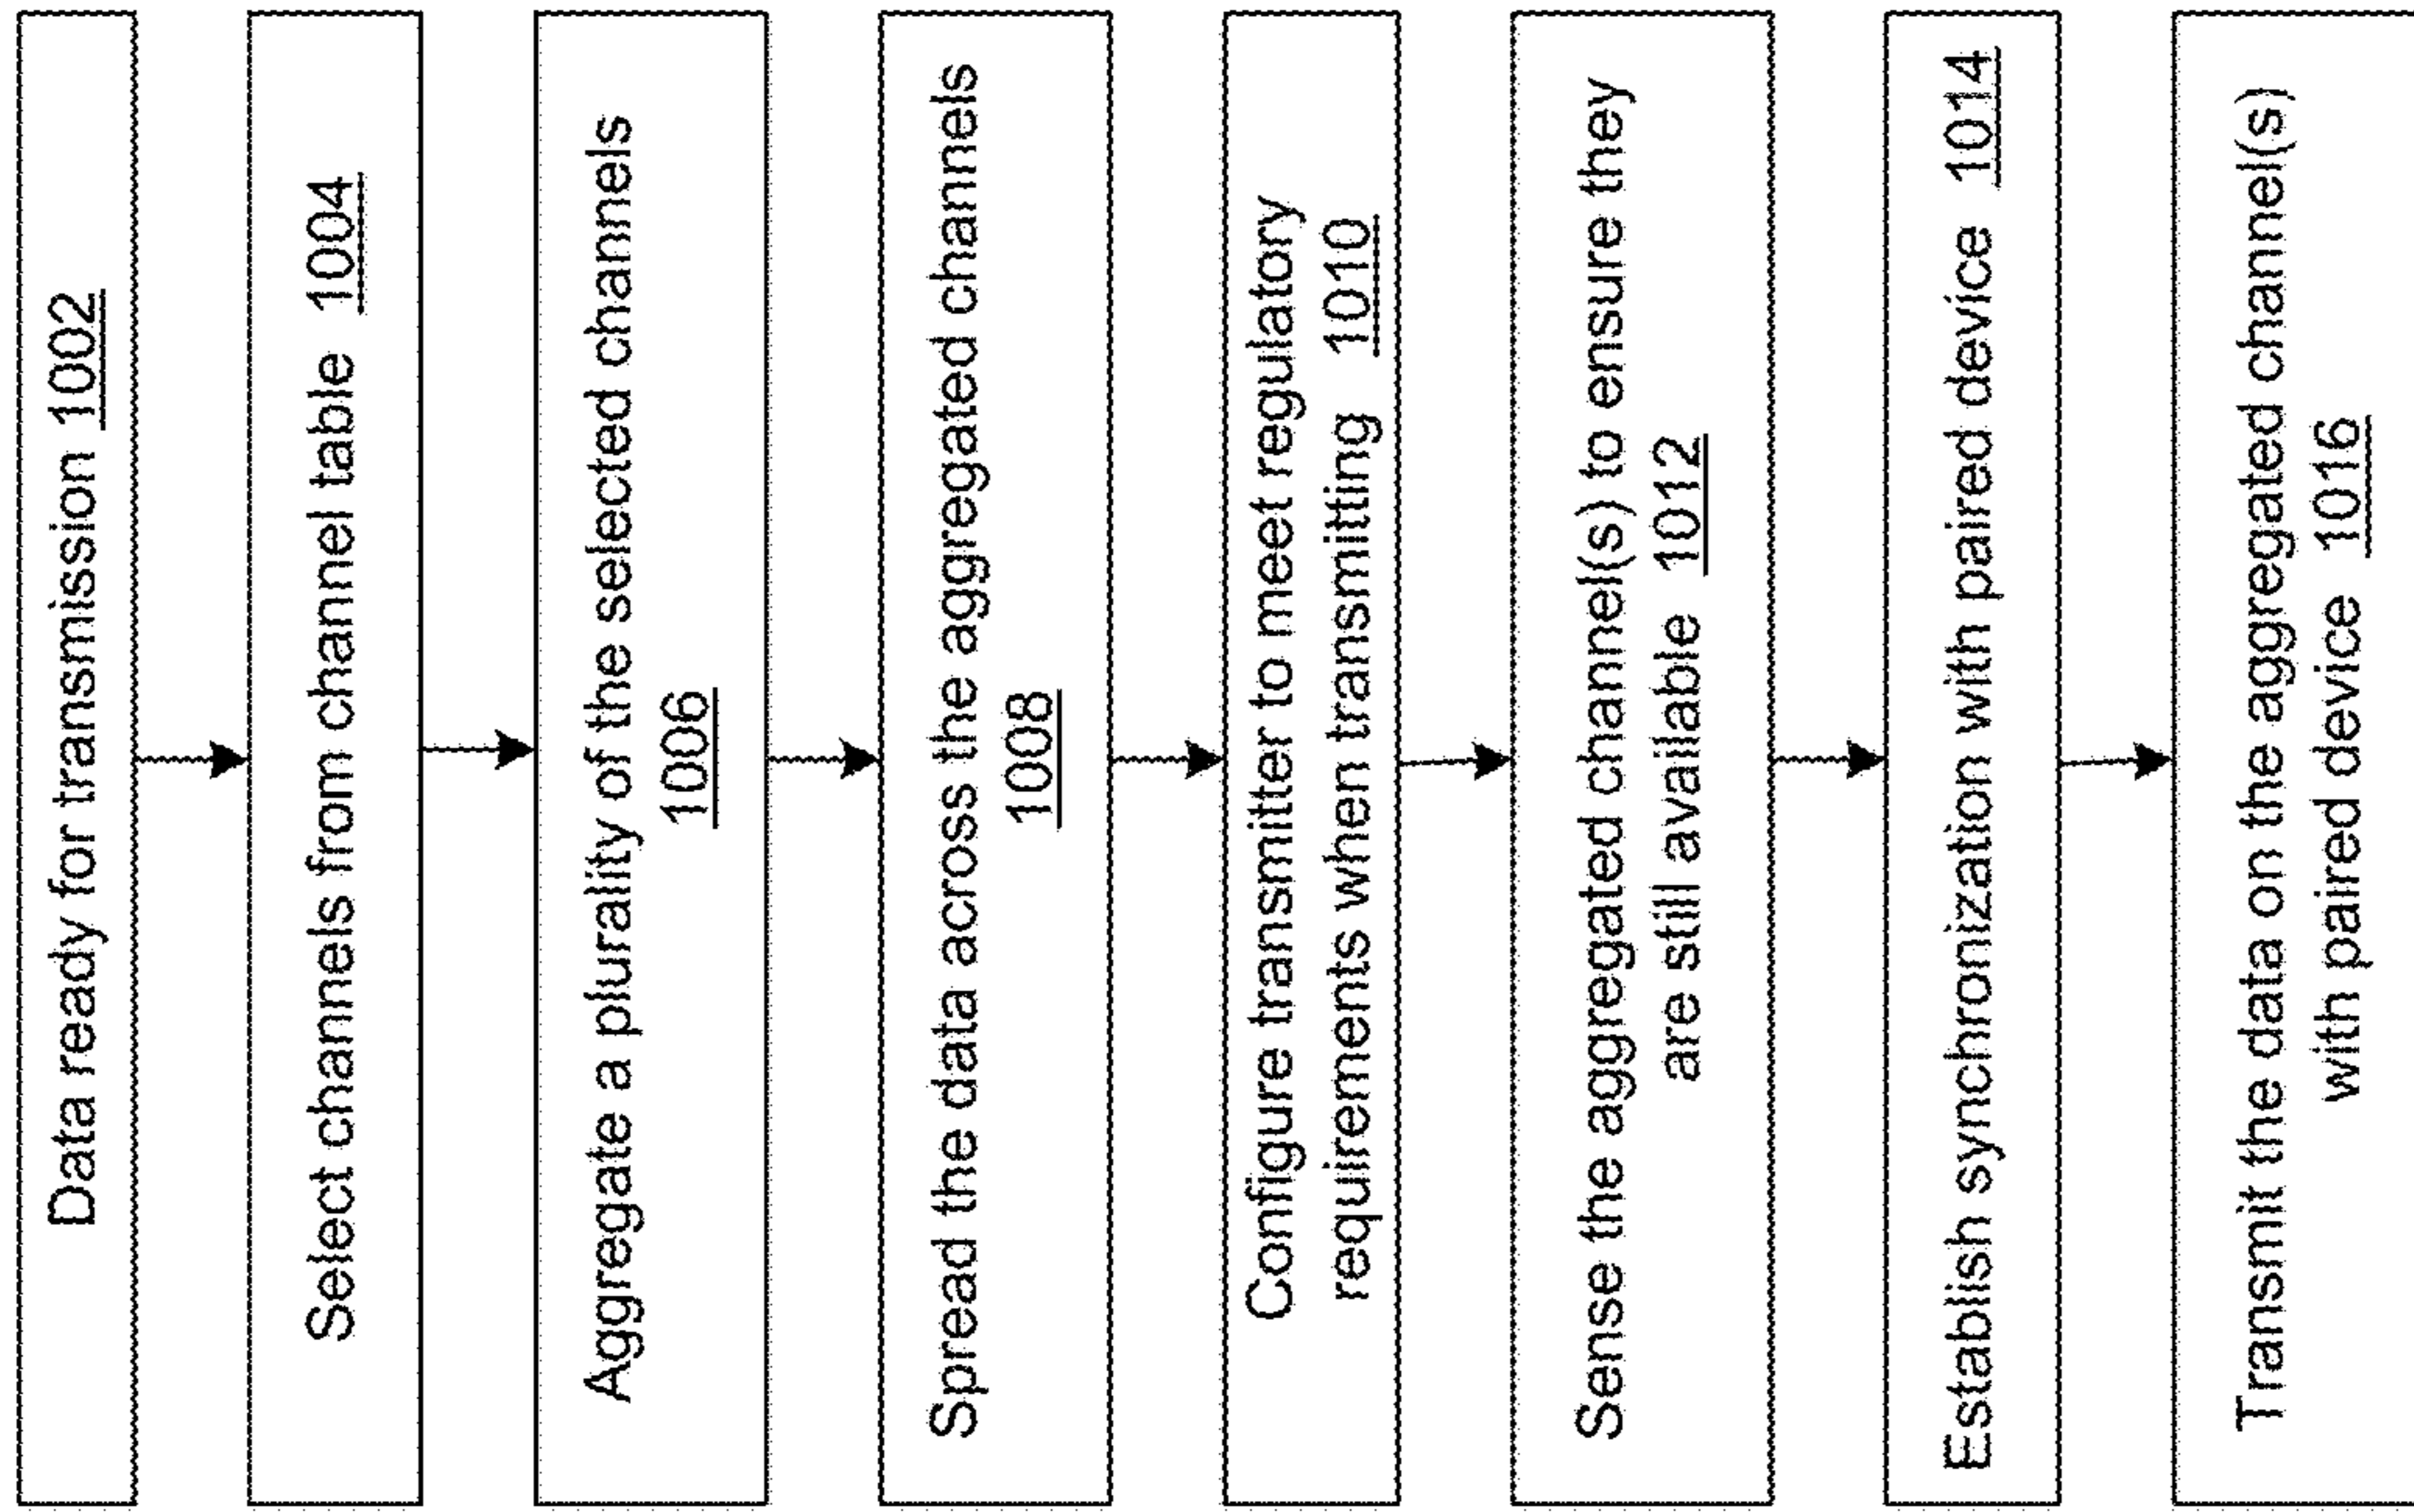 Data ready for transmission 1002
Select channels from channel table 1004
Aggregate a plurality of the selected channels
1006
Spread the data across the aggregated channels
1008
Configure transmitter to meet regulatory
requirements when transmitting 1010
Sense the aggregated channel(s) to ensure they
are still available 1012
Establish synchronization with paired device 1014
Transmit the data on the aggregated channel(s)
with paired device 1016